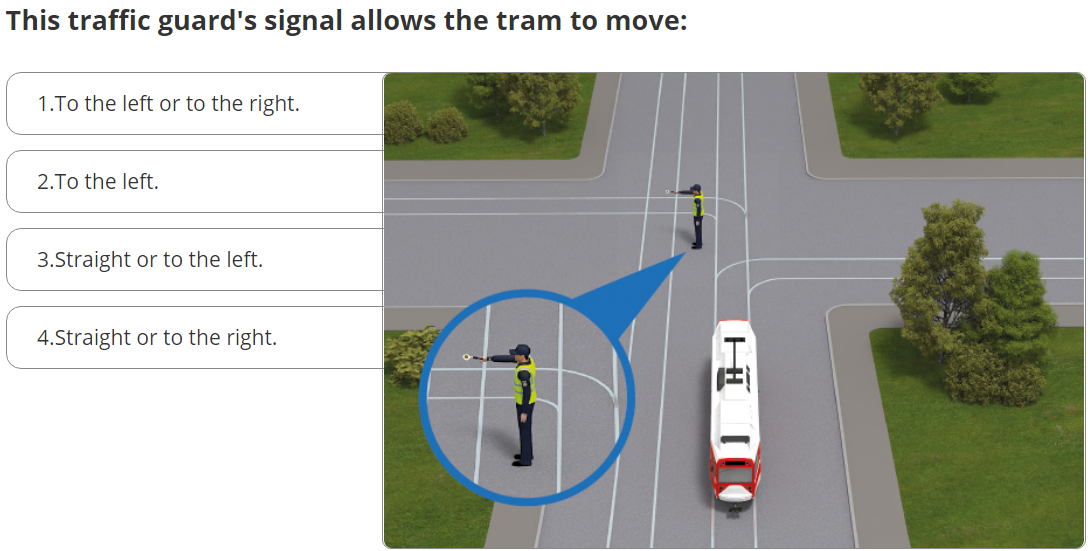 This traffic guard's signal allows the tram to move:
1.To the left or to the right.
2.To the left.
3.Straight or to the left.
4.Straight or to the right.